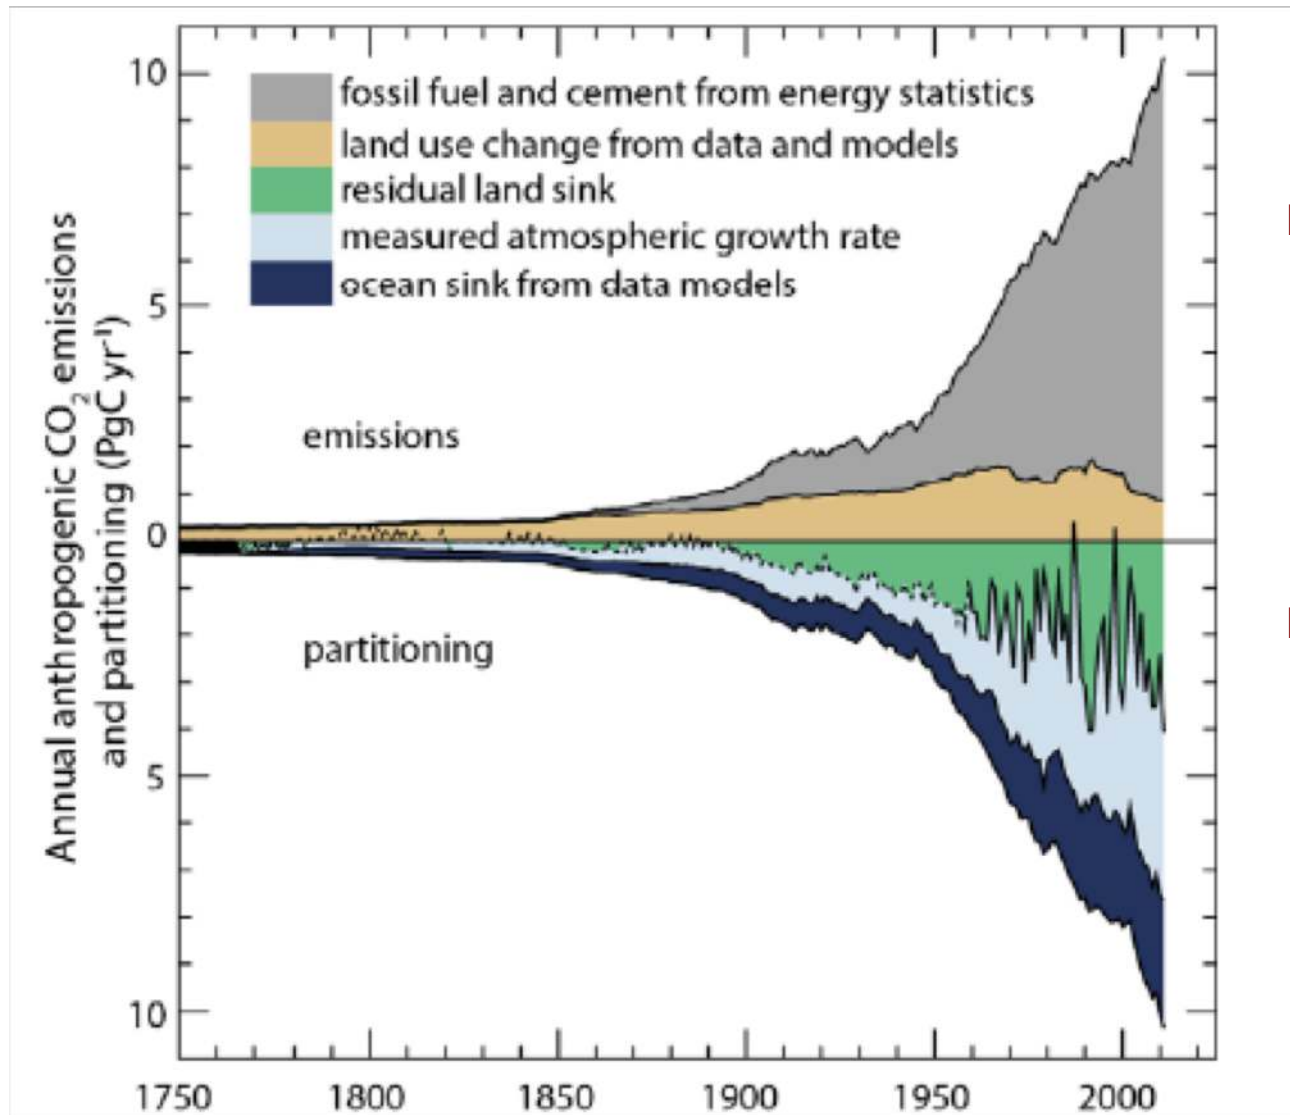 10
fossil fuel and cement from energy statistics
land use change from data and models
residual land sink
measured atmospheric growth rate
ocean sink from data models
5
Annual anthropogenic CO₂ emissions
and partitioning (PgC yr⁻¹)
emissions
0
partitioning
5
10
1750 1800 1850 1900 1950 2000